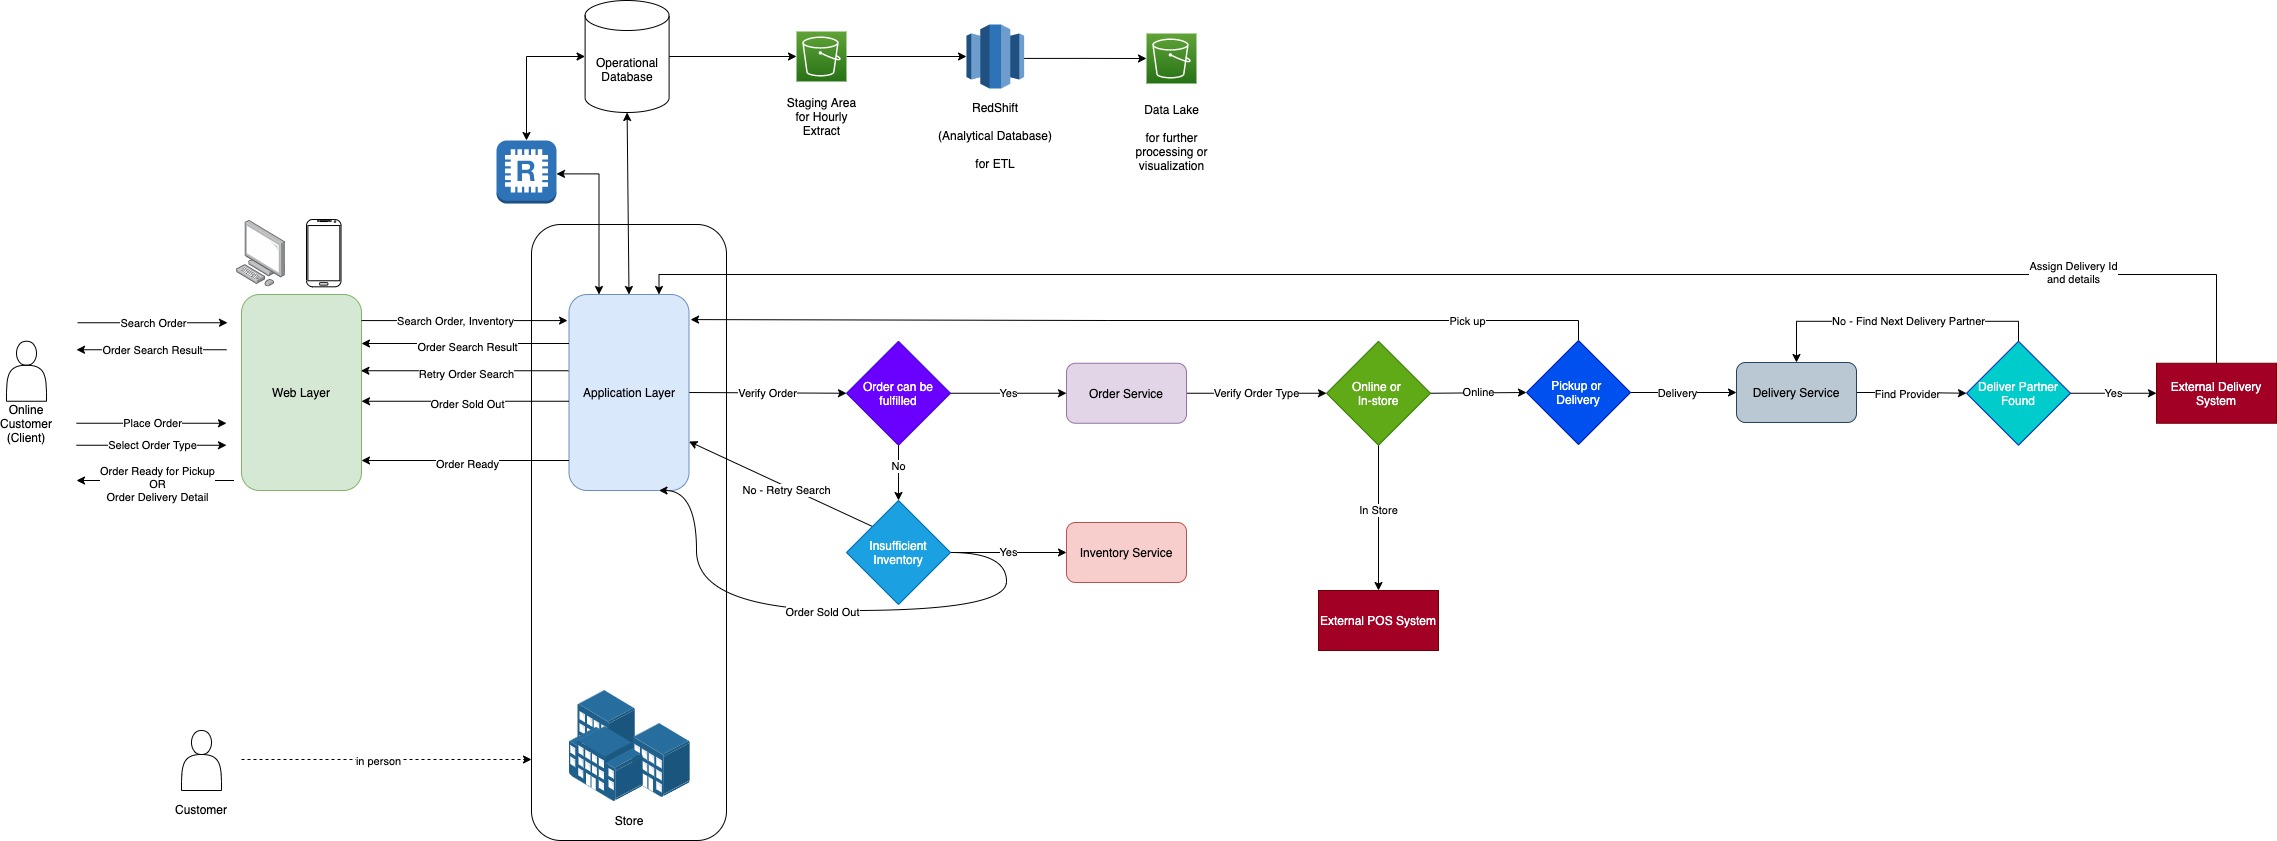 Operational
Database
Staging Area
for Hourly
Extract
RedShift
(Analytical Database)
for ETL
Data Lake
for further
processing or
visualization
R
Assign Delivery Id
and details
Search Order
Order Search Result
Online
Customer
(Client)
Place Order
Select Order Type
Order Ready for Pickup
OR
Order Delivery Detail
Web Layer
Search Order, Inventory
Order Search Result
Retry Order Search
Order Sold Out
Order Ready
Application Layer
Verify Order
Order can be
fulfilled
Yes
Order Service
Verify Order Type
Online or
In-store
Online
Pick up
Pickup or
Delivery
Delivery
Delivery Service
No - Find Next Delivery Partner
Find Provider
Deliver Partner
Found
Yes
External Delivery
System
No
No - Retry Search
Insufficient
Inventory
Yes
Inventory Service
Order Sold Out
In Store
External POS System
in person
Customer
Store